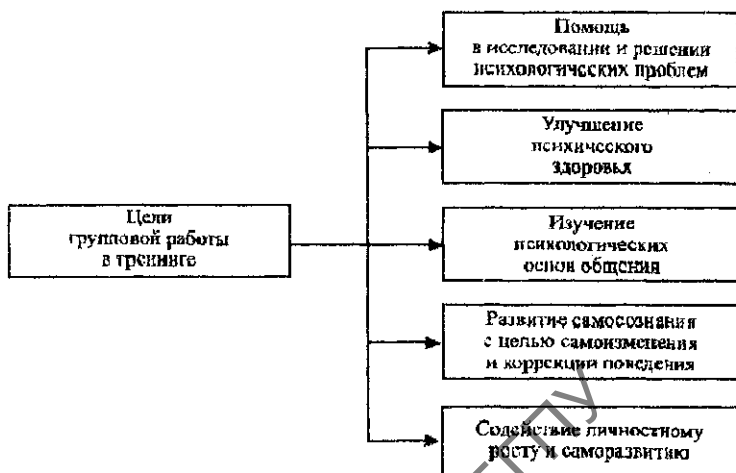 Помощь
в исследовании и решении
психологических проблем
Улучшение
психического
здоровья
Цели
групповой работы
в тренинге
Изучение
психологических
основ общения
Развитие самосознания
с целью самоизменения
и коррекции поведения
Содействие личностному
росту и саморазвитию